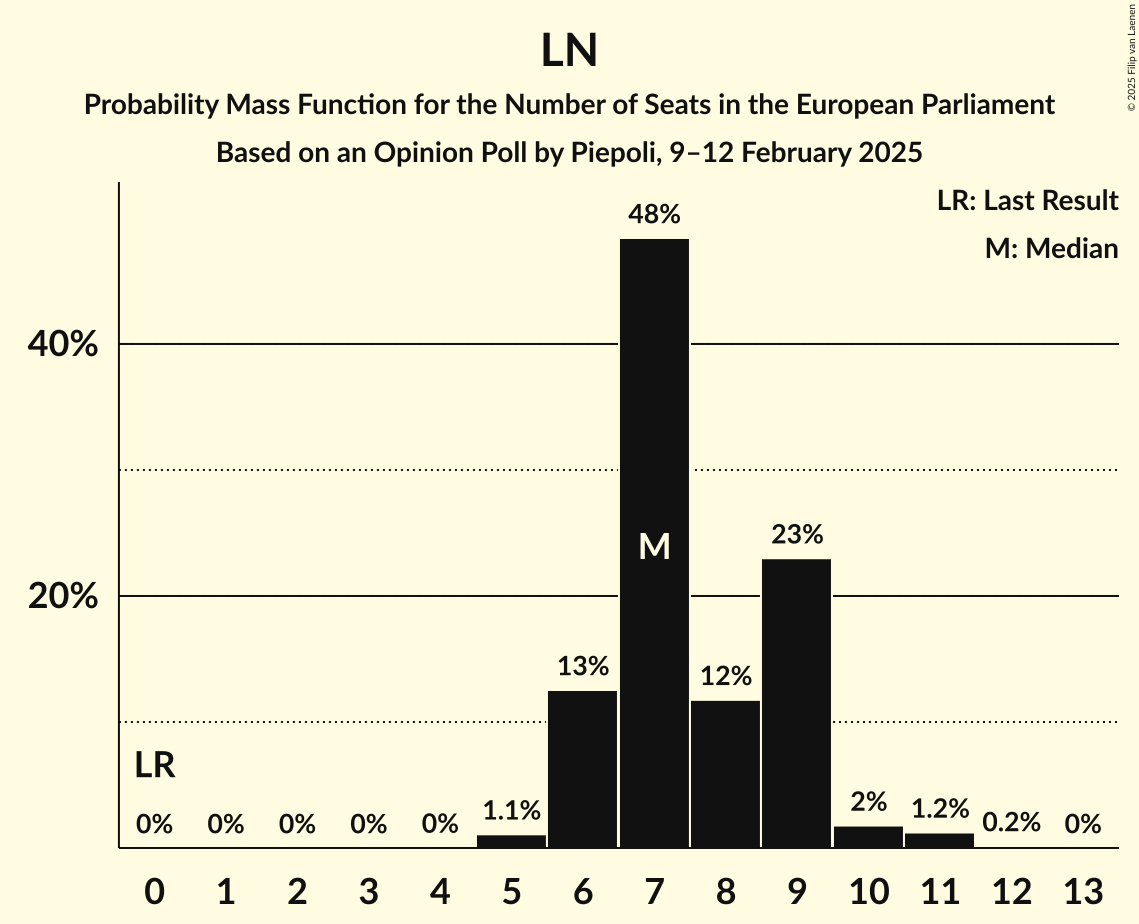 © 2025 Filip van Laenen
LN
Probability Mass Function for the Number of Seats in the European Parliament
Based on an Opinion Poll by Piepoli, 9–12 February 2025
LR: Last Result
M: Median
48%
40%
M
23%
20%
13%
12%
LR
0% 0% 0% 0% 0% 1.1% 2% 1.2% 0.2% 0%
0 1 2 3 4 5 6 7 8 9 10 11 12 13